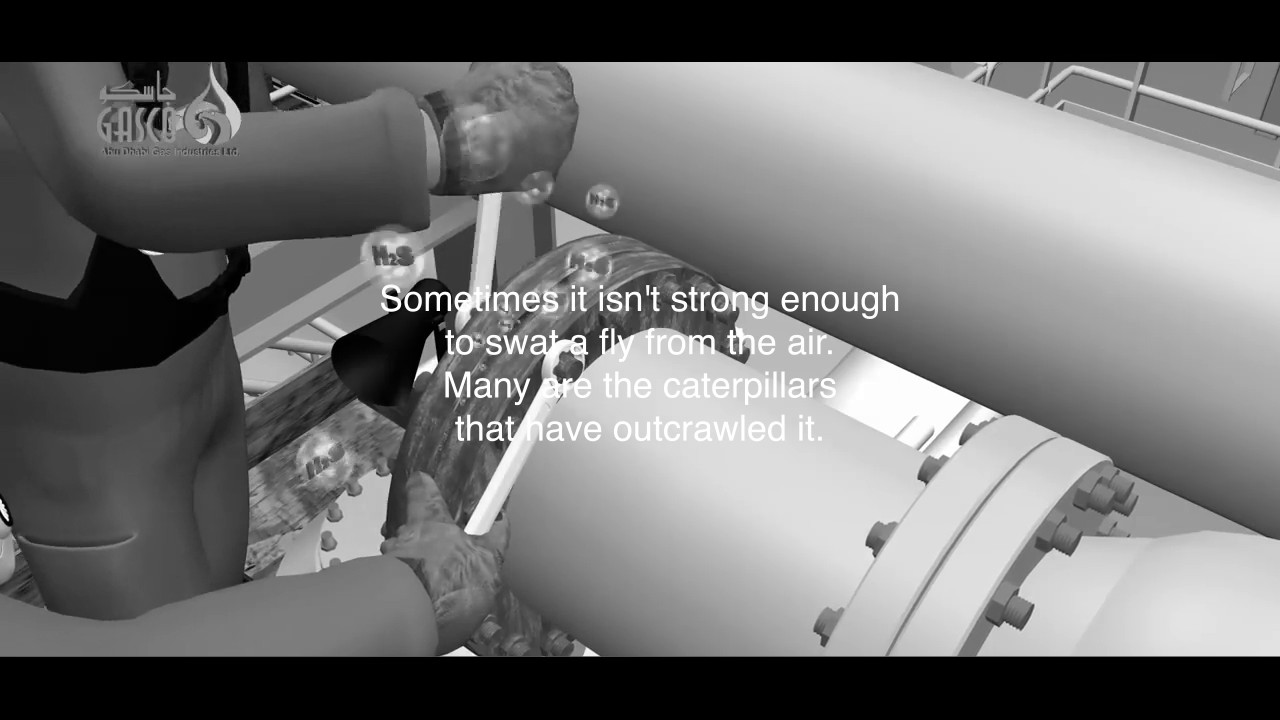 جاسكو
GASCO
Abu Dhabi Gas Industries Ltd.
H2S
H2S
H2S
Sometimes it isn't strong enough
to swat a fly from the air.
Many are the caterpillars
that have outcrawled it.
H2S